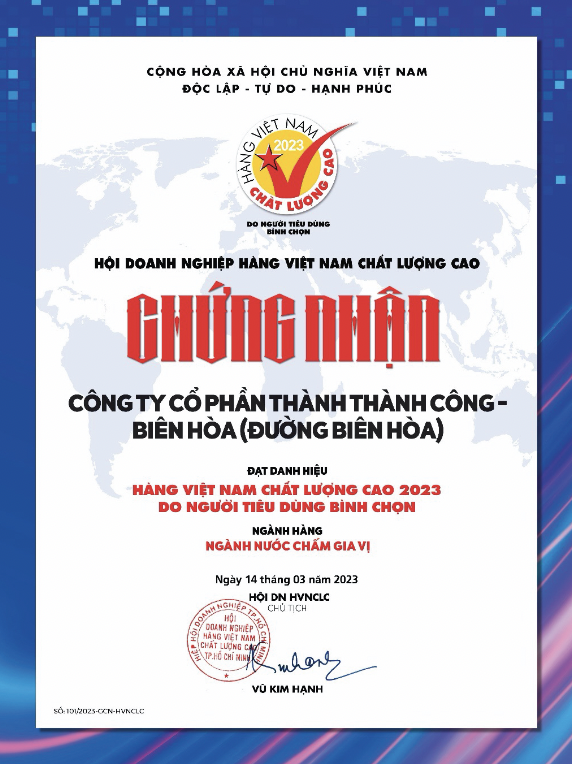 CỘNG HÒA XÃ HỘI CHỦ NGHĨA VIỆT NAM
ĐỘC LẬP - TỰ DO - HẠNH PHÚC
HÀNG VIỆT NAM
2023
CHẤT LƯỢNG CAO
DO NGƯỜI TIÊU DÙNG
BÌNH CHỌN
HỘI DOANH NGHIỆP HÀNG VIỆT NAM CHẤT LƯỢNG CAO
CHỨNG NHẬN
CÔNG TY CỔ PHẦN THÀNH THÀNH CÔNG -
BIÊN HÒA (ĐƯỜNG BIÊN HÒA)
ĐẠT DANH HIỆU
HÀNG VIỆT NAM CHẤT LƯỢNG CAO 2023
DO NGƯỜI TIÊU DÙNG BÌNH CHỌN
NGÀNH HÀNG
NGÀNH NƯỚC CHẤM GIA VỊ
Ngày 14 tháng 03 năm 2023
HỘI DN HVNCLC
CHỦ TỊCH
HIỆP HỘI DOANH NGHIỆP TP.HỒ CHÍ MINH
HỘI
DOANH NGHIỆP
HÀNG VIỆT NAM
CHẤT LƯỢNG CAO
TP.HỒ CHÍ MINH
VŨ KIM HẠNH
SỐ: 101/2023-GCN-HVNCLC